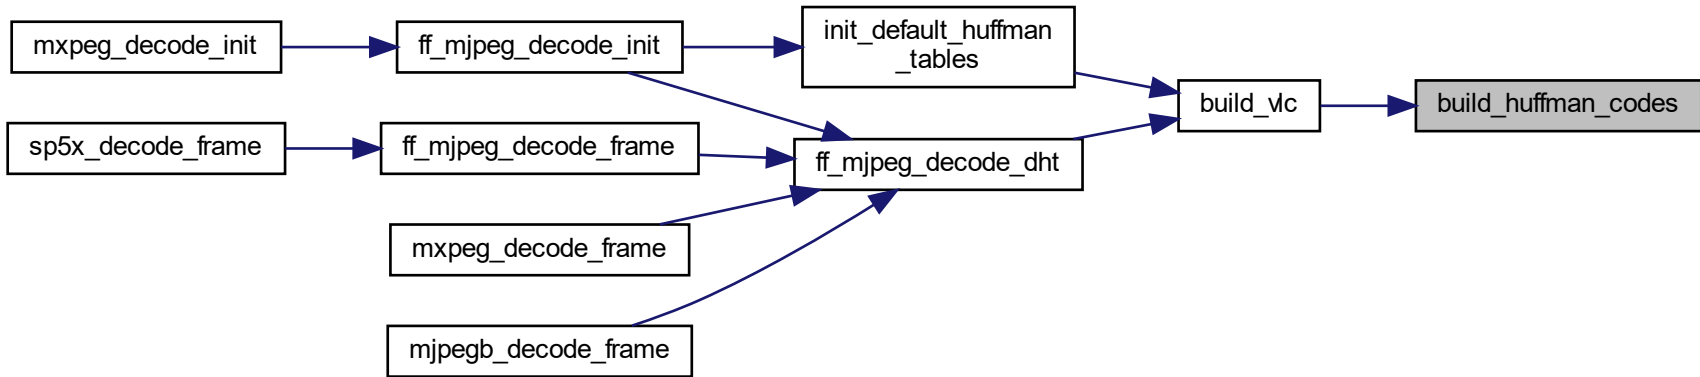 mxpeg_decode_init
ff_mjpeg_decode_init
init_default_huffman
_tables
build_vlc
build_huffman_codes
sp5x_decode_frame
ff_mjpeg_decode_frame
ff_mjpeg_decode_dht
mxpeg_decode_frame
mjpegb_decode_frame